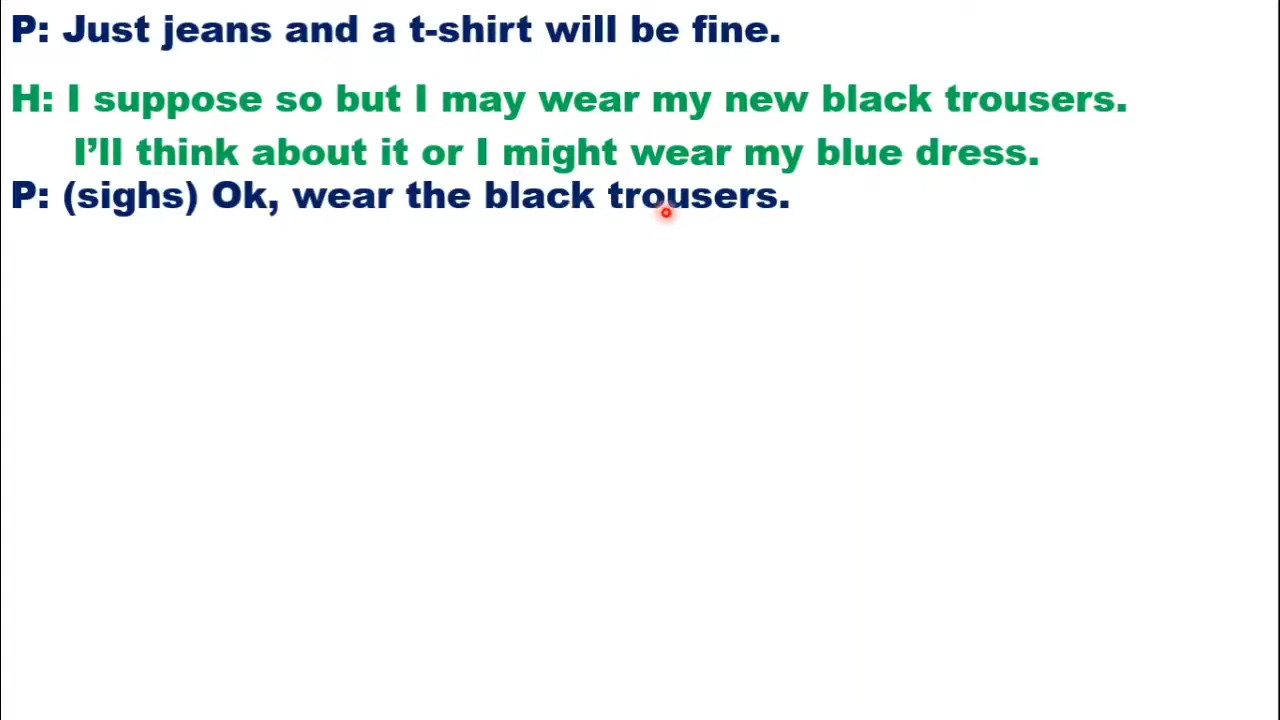 P: Just jeans and a t-shirt will be fine.
H: I suppose so but I may wear my new black trousers.
I’ll think about it or I might wear my blue dress.
P: (sighs) Ok, wear the black trousers.